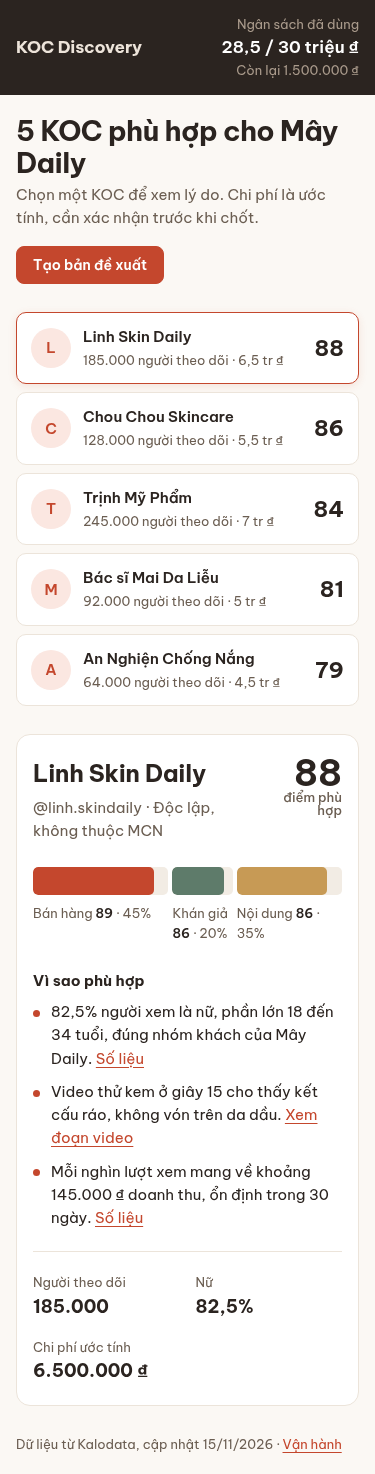 KOC Discovery
Ngân sách đã dùng
28,5 / 30 triệu ₫
Còn lại 1.500.000 ₫
5 KOC phù hợp cho Mây
Daily
Chọn một KOC để xem lý do. Chi phí là ước
tính, cần xác nhận trước khi chốt.
Tạo bản đề xuất
L
Linh Skin Daily
185.000 người theo dõi · 6,5 tr ₫
88
C
Chou Chou Skincare
128.000 người theo dõi · 5,5 tr ₫
86
T
Trịnh Mỹ Phẩm
245.000 người theo dõi · 7 tr ₫
84
M
Bác sĩ Mai Da Liễu
92.000 người theo dõi · 5 tr ₫
81
A
An Nghiện Chống Nắng
64.000 người theo dõi · 4,5 tr ₫
79
Linh Skin Daily
@linh.skindaily · Độc lập,
không thuộc MCN
88
điểm phù
hợp
Bán hàng 89 · 45%
Khán giả
86 · 20%
Nội dung 86 ·
35%
Vì sao phù hợp
82,5% người xem là nữ, phần lớn 18 đến
34 tuổi, đúng nhóm khách của Mây
Daily. Số liệu
Video thử kem ở giây 15 cho thấy kết
cấu ráo, không vón trên da dầu. Xem
đoạn video
Mỗi nghìn lượt xem mang về khoảng
145.000 ₫ doanh thu, ổn định trong 30
ngày. Số liệu
Người theo dõi
185.000
Nữ
82,5%
Chi phí ước tính
6.500.000 ₫
Dữ liệu từ Kalodata, cập nhật 15/11/2026 · Vận hành